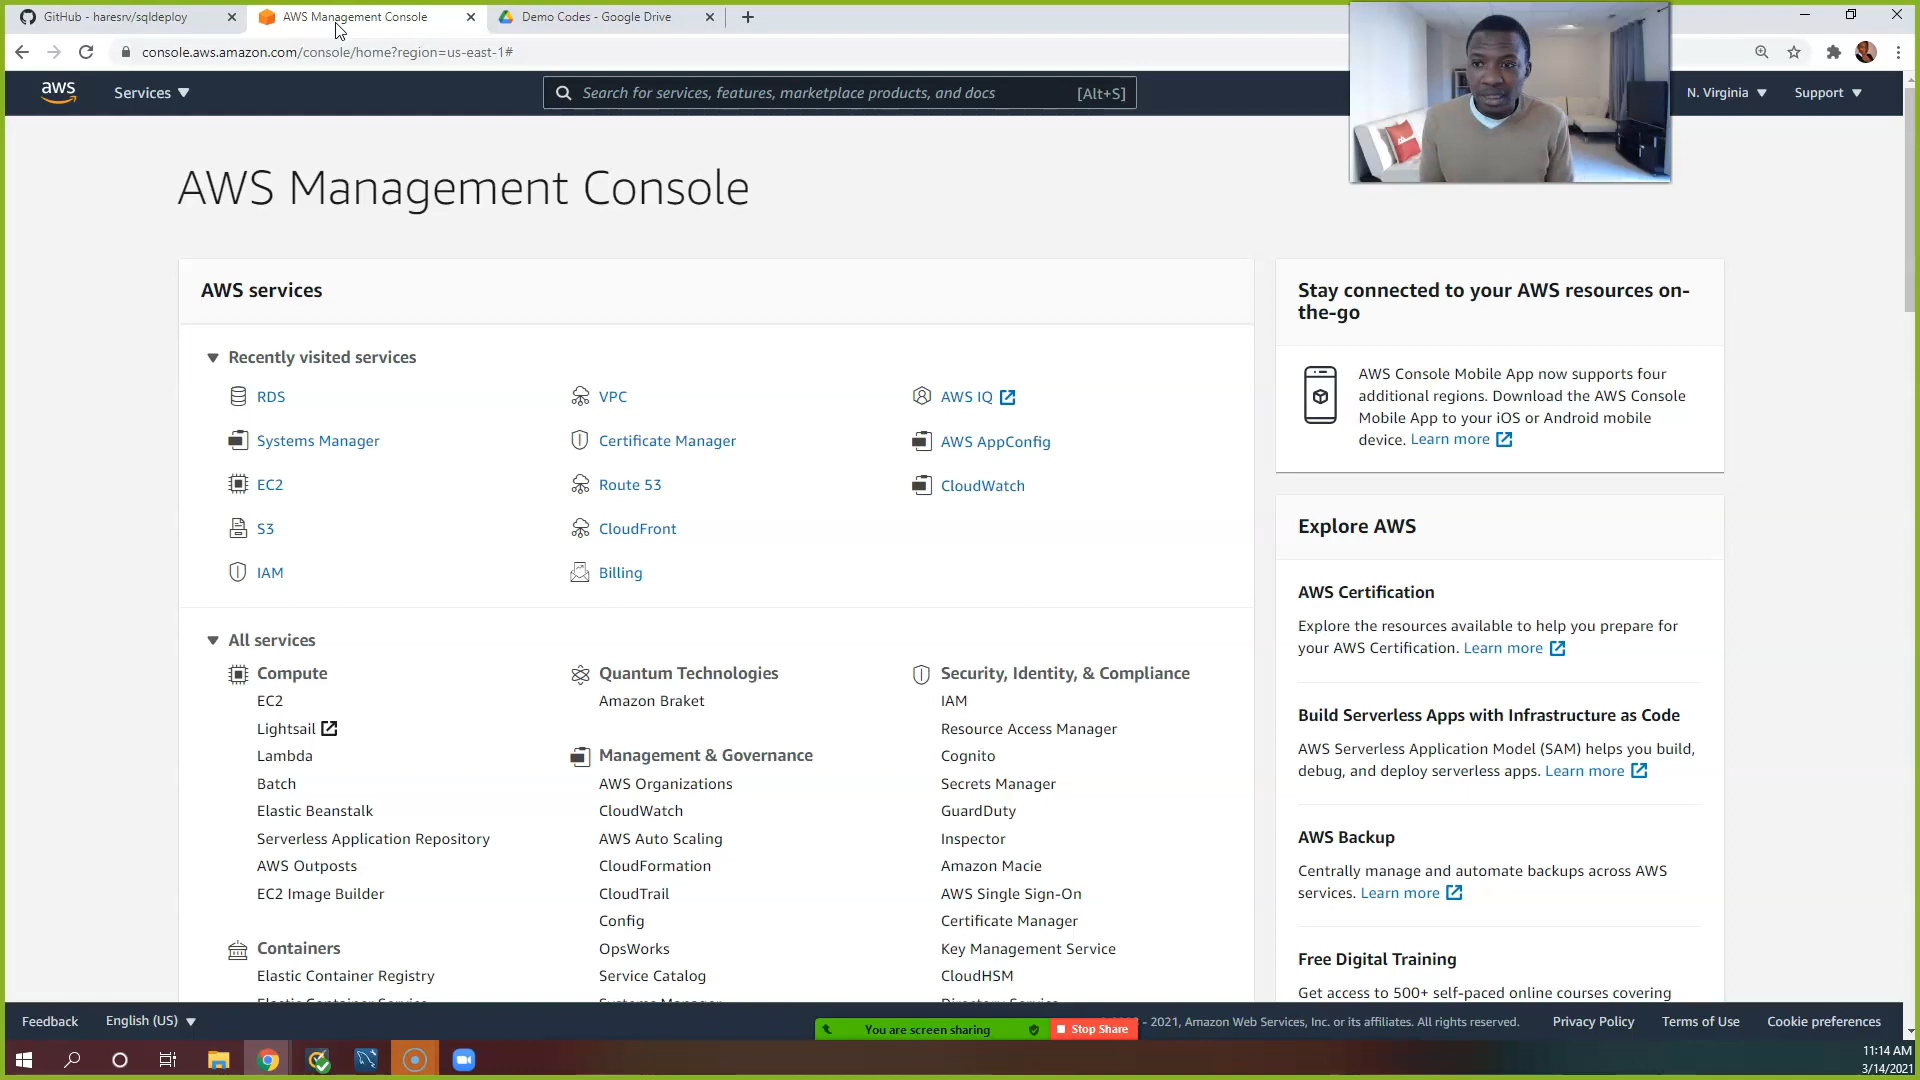 GitHub - haresrv/sqldeploy
AWS Management Console
Demo Codes - Google Drive
console.aws.amazon.com/console/home?region=us-east-1#
aws
Services
Search for services, features, marketplace products, and docs
[Alt+S]
N. Virginia
Support
AWS Management Console
AWS services
Recently visited services
RDS
VPC
AWS IQ
Systems Manager
Certificate Manager
AWS AppConfig
EC2
Route 53
CloudWatch
S3
CloudFront
IAM
Billing
All services
Compute
EC2
Lightsail
Lambda
Batch
Elastic Beanstalk
Serverless Application Repository
AWS Outposts
EC2 Image Builder
Containers
Elastic Container Registry
Elastic Container Service
Quantum Technologies
Amazon Braket
Management & Governance
AWS Organizations
CloudWatch
AWS Auto Scaling
CloudFormation
CloudTrail
Config
OpsWorks
Service Catalog
Systems Manager
Security, Identity, & Compliance
IAM
Resource Access Manager
Cognito
Secrets Manager
GuardDuty
Inspector
Amazon Macie
AWS Single Sign-On
Certificate Manager
Key Management Service
CloudHSM
Directory Service
Stay connected to your AWS resources on-
the-go
AWS Console Mobile App now supports four
additional regions. Download the AWS Console
Mobile App to your iOS or Android mobile
device. Learn more
Explore AWS
AWS Certification
Explore the resources available to help you prepare for
your AWS Certification. Learn more
Build Serverless Apps with Infrastructure as Code
AWS Serverless Application Model (SAM) helps you build,
debug, and deploy serverless apps. Learn more
AWS Backup
Centrally manage and automate backups across AWS
services. Learn more
Free Digital Training
Get access to 500+ self-paced online courses covering
Feedback
English (US)
You are screen sharing
Stop Share
- 2021, Amazon Web Services, Inc. or its affiliates. All rights reserved.
Privacy Policy
Terms of Use
Cookie preferences
11:14 AM
3/14/2021